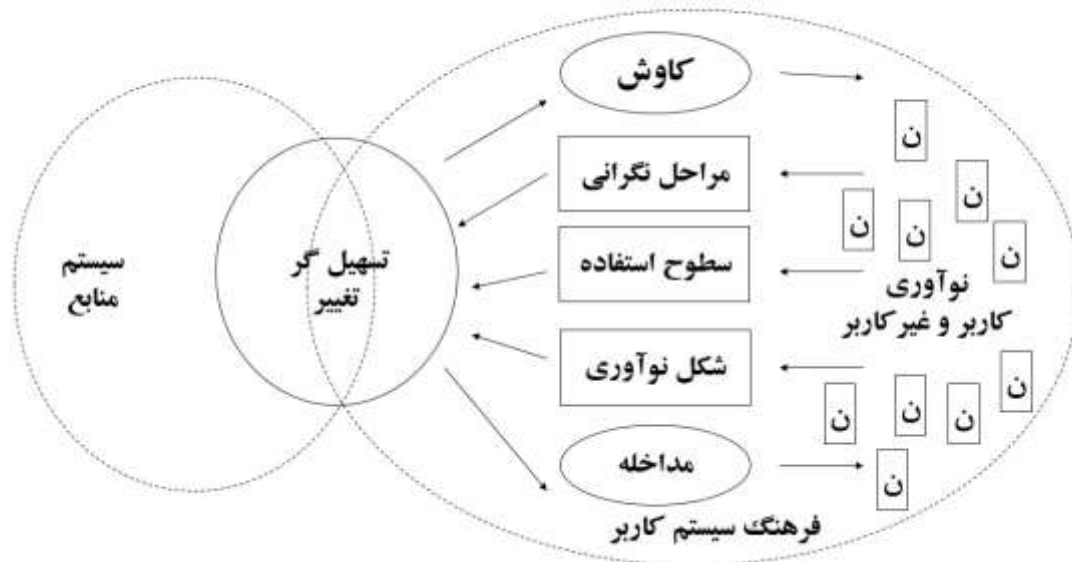 کاوش
ن
مراحل نگرانی
ن
ن
ن
ن
سیستم
منابع
تسهیل گر
تغییر
سطوح استفاده
نوآوری
کاربر و غیرکاربر
شکل نوآوری
ن
ن
ن
ن
مداخله
ن
فرهنگ سیستم کاربر